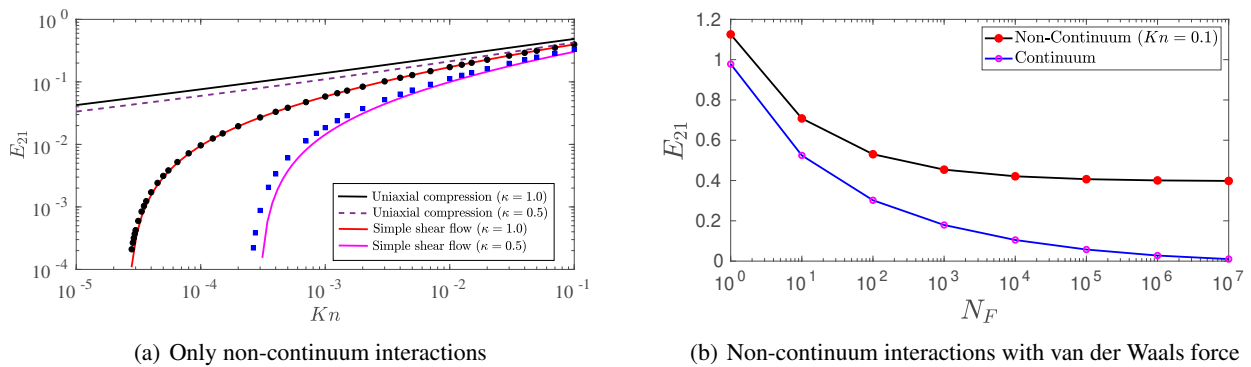 10^0
10^-1
10^-2
10^-3
10^-4
E_21
10^-5
10^-4
10^-3
10^-2
10^-1
Kn
Uniaxial compression (κ = 1.0)
Uniaxial compression (κ = 0.5)
Simple shear flow (κ = 1.0)
Simple shear flow (κ = 0.5)
(a) Only non-continuum interactions
1.2
1
0.8
0.6
0.4
0.2
0
E_21
10^0
10^1
10^2
10^3
10^4
10^5
10^6
10^7
N_F
Non-Continuum (Kn = 0.1)
Continuum
(b) Non-continuum interactions with van der Waals force